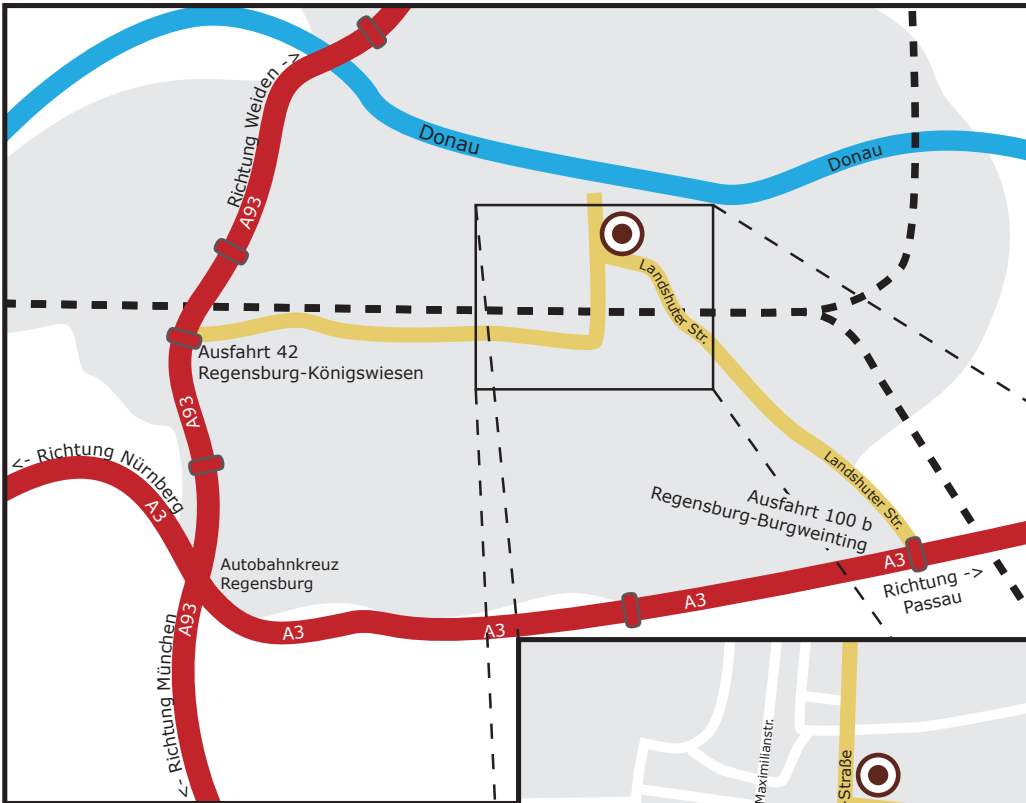 Richtung Weiden ->
A93
Donau
Donau
Landshuter Str.
Ausfahrt 42
Regensburg-Königswiesen
A93
<- Richtung Nürnberg
A3
Landshuter Str.
Ausfahrt 100 b
Regensburg-Burgweinting
Autobahnkreuz
Regensburg
A3
Richtung ->
Passau
A93
A3
A3
A3
<- Richtung München
Maximilianstr.
-Straße